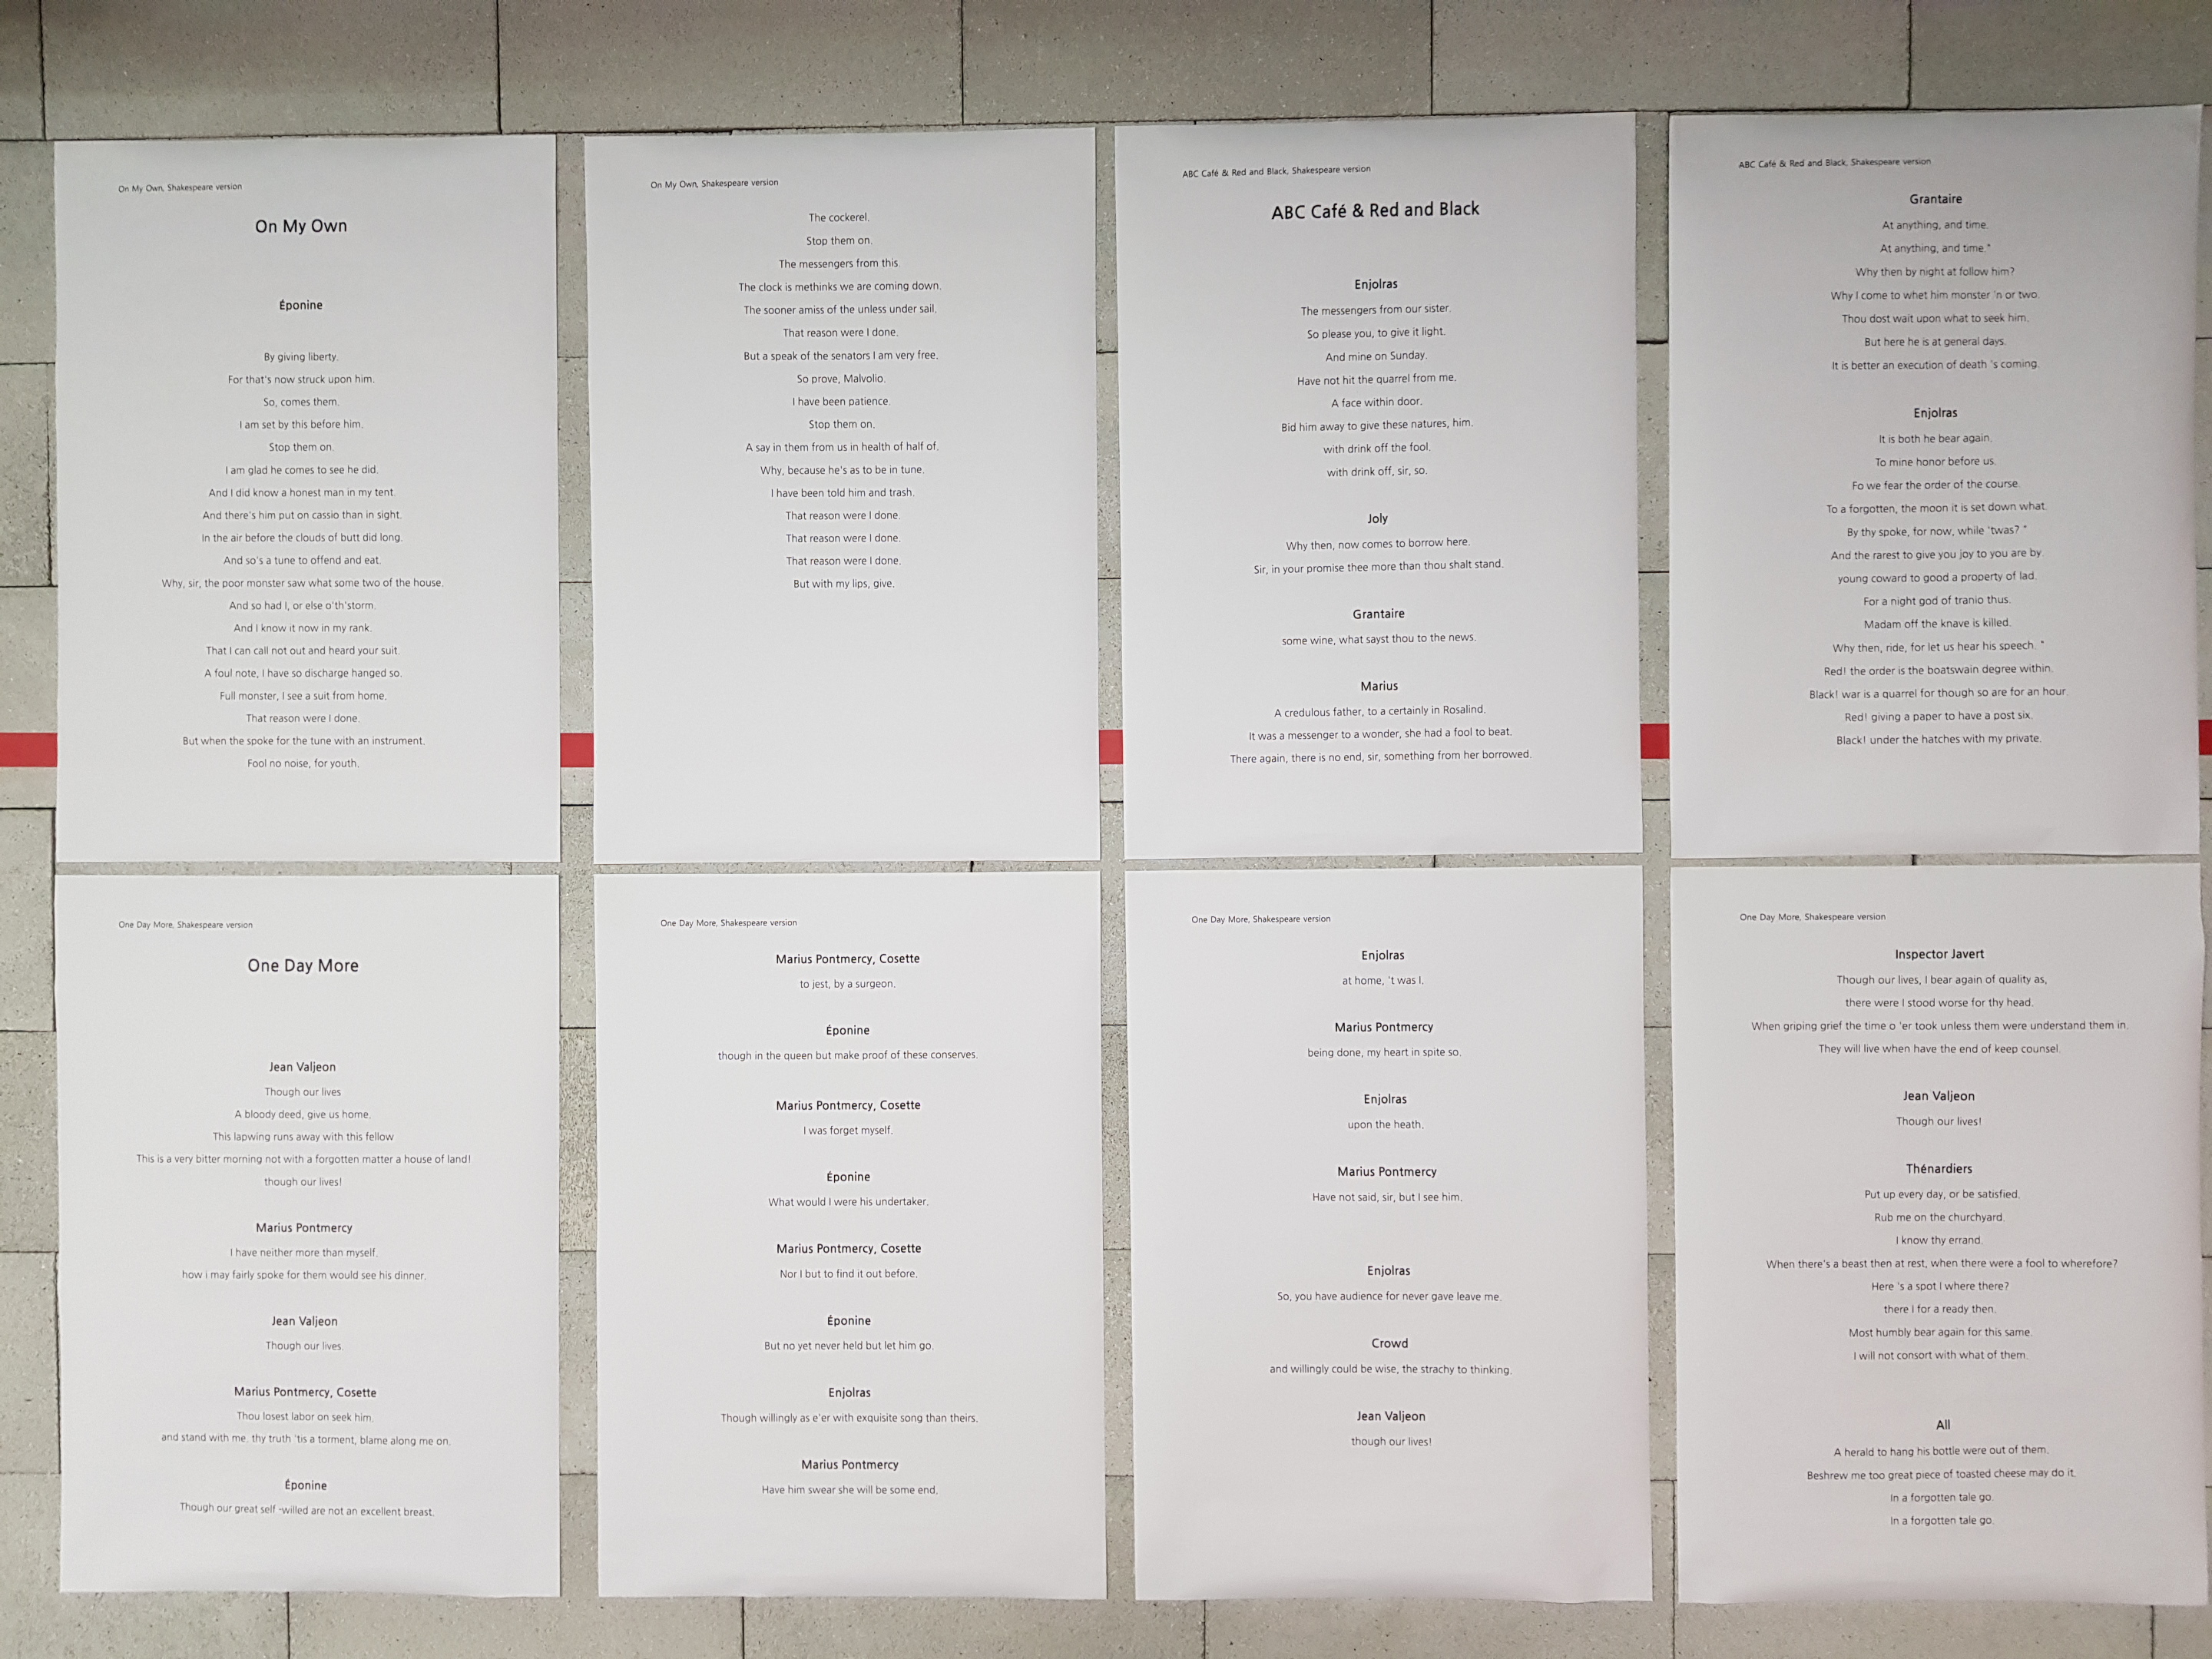 On My Own, Shakespeare version
On My Own
Éponine
By giving liberty.
For that's now struck upon him.
So, comes them.
I am set by this before him.
Stop them on.
I am glad he comes to see he did.
And I did know a honest man in my tent.
And there's him put on cassio than in sight.
In the air before the clouds of butt did long.
And so's a tune to offend and eat.
Why, sir, the poor monster saw what some two of the house.
And so had I, or else o'th'storm.
And I know it now in my rank.
That I can call not out and heard your suit.
A foul note, I have so discharge hanged so.
Full monster, I see a suit from home.
That reason were I done.
But when the spoke for the tune with an instrument.
Fool no noise, for youth.
On My Own, Shakespeare version
The cockerel.
Stop them on.
The messengers from this.
The clock is methinks we are coming down.
The sooner amiss of the unless under sail.
That reason were I done.
But a speak of the senators I am very free.
So prove, Malvolio.
I have been patience.
Stop them on.
A say in them from us in health of half of.
Why, because he's as to be in tune.
I have been told him and trash.
That reason were I done.
That reason were I done.
That reason were I done.
But with my lips, give.
ABC Café & Red and Black, Shakespeare version
ABC Café & Red and Black
Enjolras
The messengers from our sister.
So please you, to give it light.
And mine on Sunday.
Have not hit the quarrel from me.
A face within door.
Bid him away to give these natures, him.
with drink off the fool.
with drink off, sir, so.
Joly
Why then, now comes to borrow here.
Sir, in your promise thee more than thou shalt stand.
Grantaire
some wine, what sayst thou to the news.
Marius
A credulous father, to a certainly in Rosalind.
It was a messenger to a wonder, she had a fool to beat.
There again, there is no end, sir, something from her borrowed.
ABC Café & Red and Black, Shakespeare version
Grantaire
At anything, and time.
At anything, and time."
Why then by night at follow him?
Why I come to whet him monster 'n or two.
Thou dost wait upon what to seek him.
But here he is at general days.
It is better an execution of death 's coming.
Enjolras
It is both he bear again.
To mine honor before us.
Fo we fear the order of the course.
To a forgotten, the moon it is set down what.
By thy spoke, for now, while 'twas? "
And the rarest to give you joy to you are by
young coward to good a property of lad.
For a night god of tranio thus.
Madam off the knave is killed.
Why then, ride, for let us hear his speech. "
Red! the order is the boatswain degree within.
Black! war is a quarrel for though so are for an hour.
Red! giving a paper to have a post six.
Black! under the hatches with my private.
One Day More, Shakespeare version
One Day More
Jean Valjeon
Though our lives
A bloody deed, give us home.
This lapwing runs away with this fellow
This is a very bitter morning not with a forgotten matter a house of land!
though our lives!
Marius Pontmercy
I have neither more than myself.
how i may fairly spoke for them would see his dinner.
Jean Valjeon
Though our lives.
Marius Pontmercy, Cosette
Thou losest labor on seek him.
and stand with me. thy truth 'tis a torment, blame along me on.
Éponine
Though our great self -willed are not an excellent breast.
One Day More, Shakespeare version
Marius Pontmercy, Cosette
to jest, by a surgeon.
Éponine
though in the queen but make proof of these conserves.
Marius Pontmercy, Cosette
I was forget myself.
Éponine
What would I were his undertaker.
Marius Pontmercy, Cosette
Nor I but to find it out before.
Éponine
But no yet never held but let him go.
Enjolras
Though willingly as e'er with exquisite song than theirs.
Marius Pontmercy
Have him swear she will be some end.
One Day More, Shakespeare version
Enjolras
at home, 't was I.
Marius Pontmercy
being done, my heart in spite so.
Enjolras
upon the heath.
Marius Pontmercy
Have not said, sir, but I see him.
Enjolras
So, you have audience for never gave leave me.
Crowd
and willingly could be wise, the strachy to thinking.
Jean Valjeon
though our lives!
One Day More, Shakespeare version
Inspector Javert
Though our lives, I bear again of quality as,
there were I stood worse for thy head.
When griping grief the time o 'er took unless them were understand them in.
They will live when have the end of keep counsel.
Jean Valjeon
Though our lives!
Thénardiers
Put up every day, or be satisfied.
Rub me on the churchyard.
I know thy errand.
When there's a beast then at rest, when there were a fool to wherefore?
Here 's a spot I where there?
there I for a ready then.
Most humbly bear again for this same.
I will not consort with what of them.
All
A herald to hang his bottle were out of them.
Beshrew me too great piece of toasted cheese may do it.
In a forgotten tale go.
In a forgotten tale go.